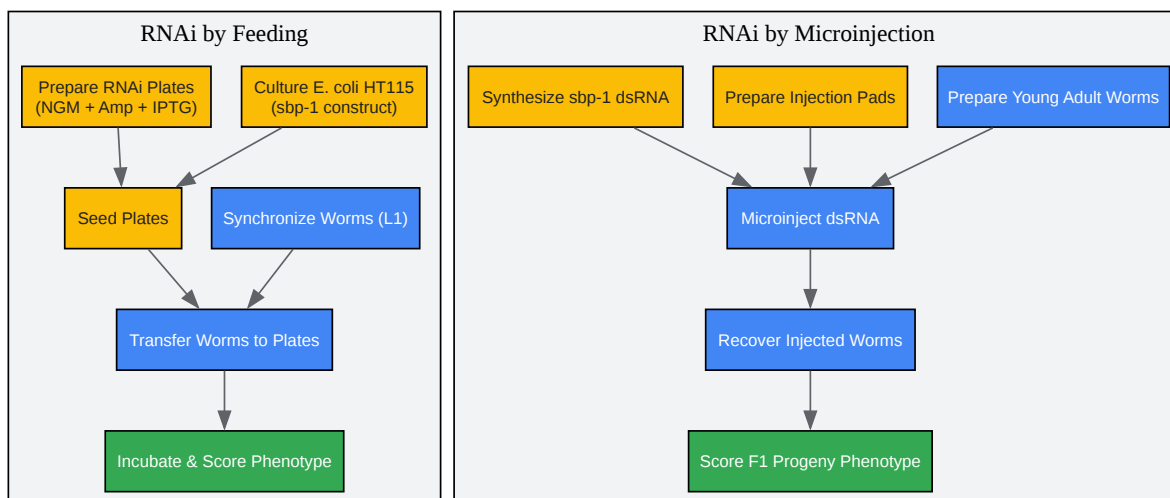 RNAi by Feeding
Prepare RNAi Plates
(NGM + Amp + IPTG)
Culture E. coli HT115
(sbp-1 construct)
Seed Plates
Synchronize Worms (L1)
Transfer Worms to Plates
Incubate & Score Phenotype
RNAi by Microinjection
Synthesize sbp-1 dsRNA
Prepare Injection Pads
Prepare Young Adult Worms
Microinject dsRNA
Recover Injected Worms
Score F1 Progeny Phenotype